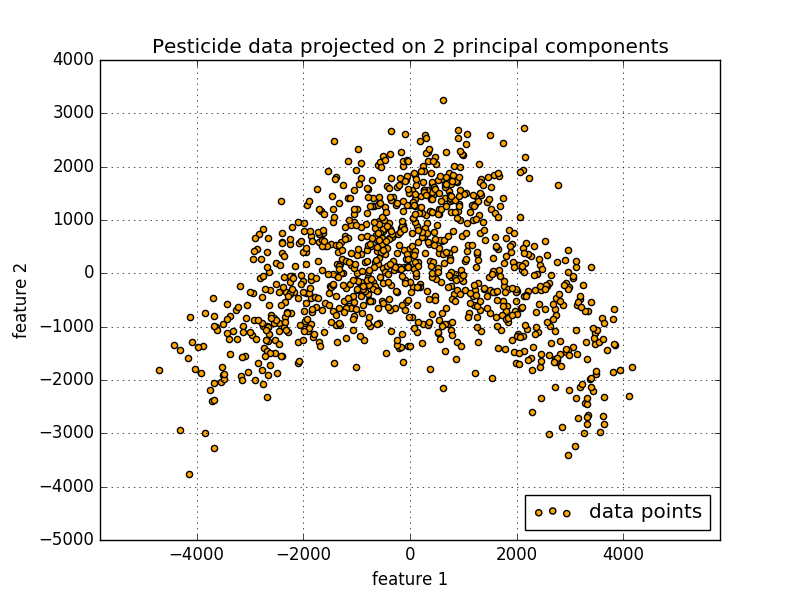 Pesticide data projected on 2 principal components
4000
3000
2000
1000
0
−1000
−2000
−3000
−4000
−5000
feature 2
data points
−4000 −2000 0 2000 4000
feature 1